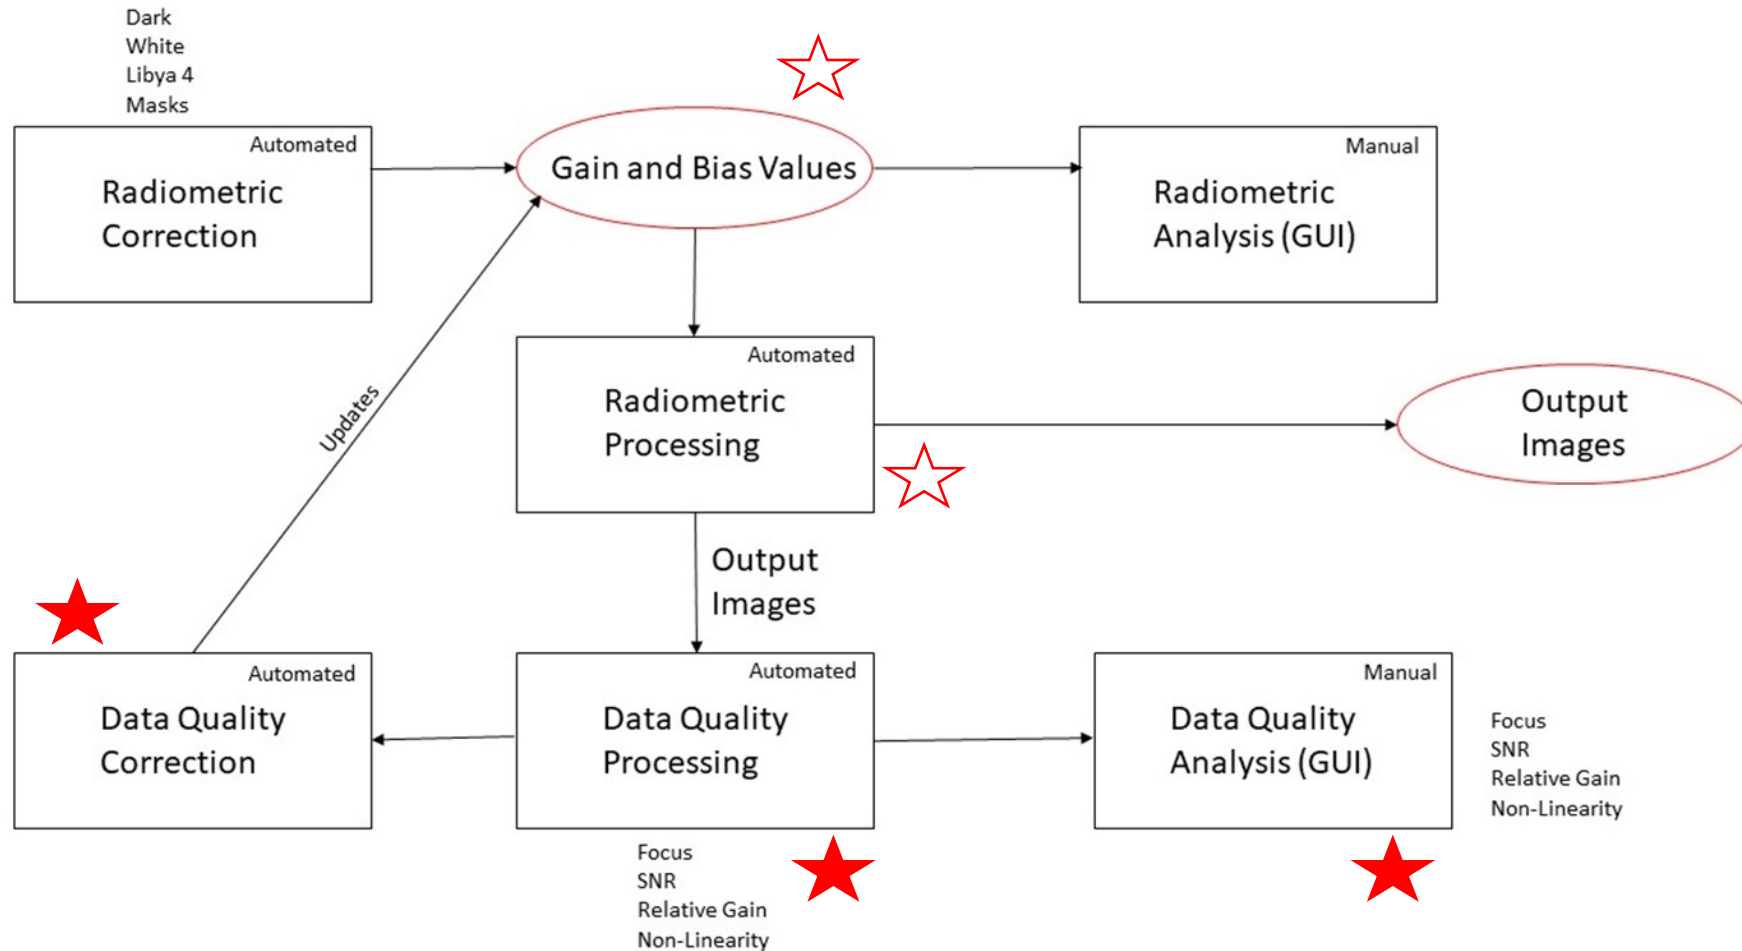 Dark
White
Libya 4
Masks
Automated
Radiometric
Correction
Gain and Bias Values
Manual
Radiometric
Analysis (GUI)
Automated
Radiometric
Processing
Output
Images
Updates
Output
Images
Automated
Data Quality
Correction
Automated
Data Quality
Processing
Manual
Data Quality
Analysis (GUI)
Focus
SNR
Relative Gain
Non-Linearity
Focus
SNR
Relative Gain
Non-Linearity